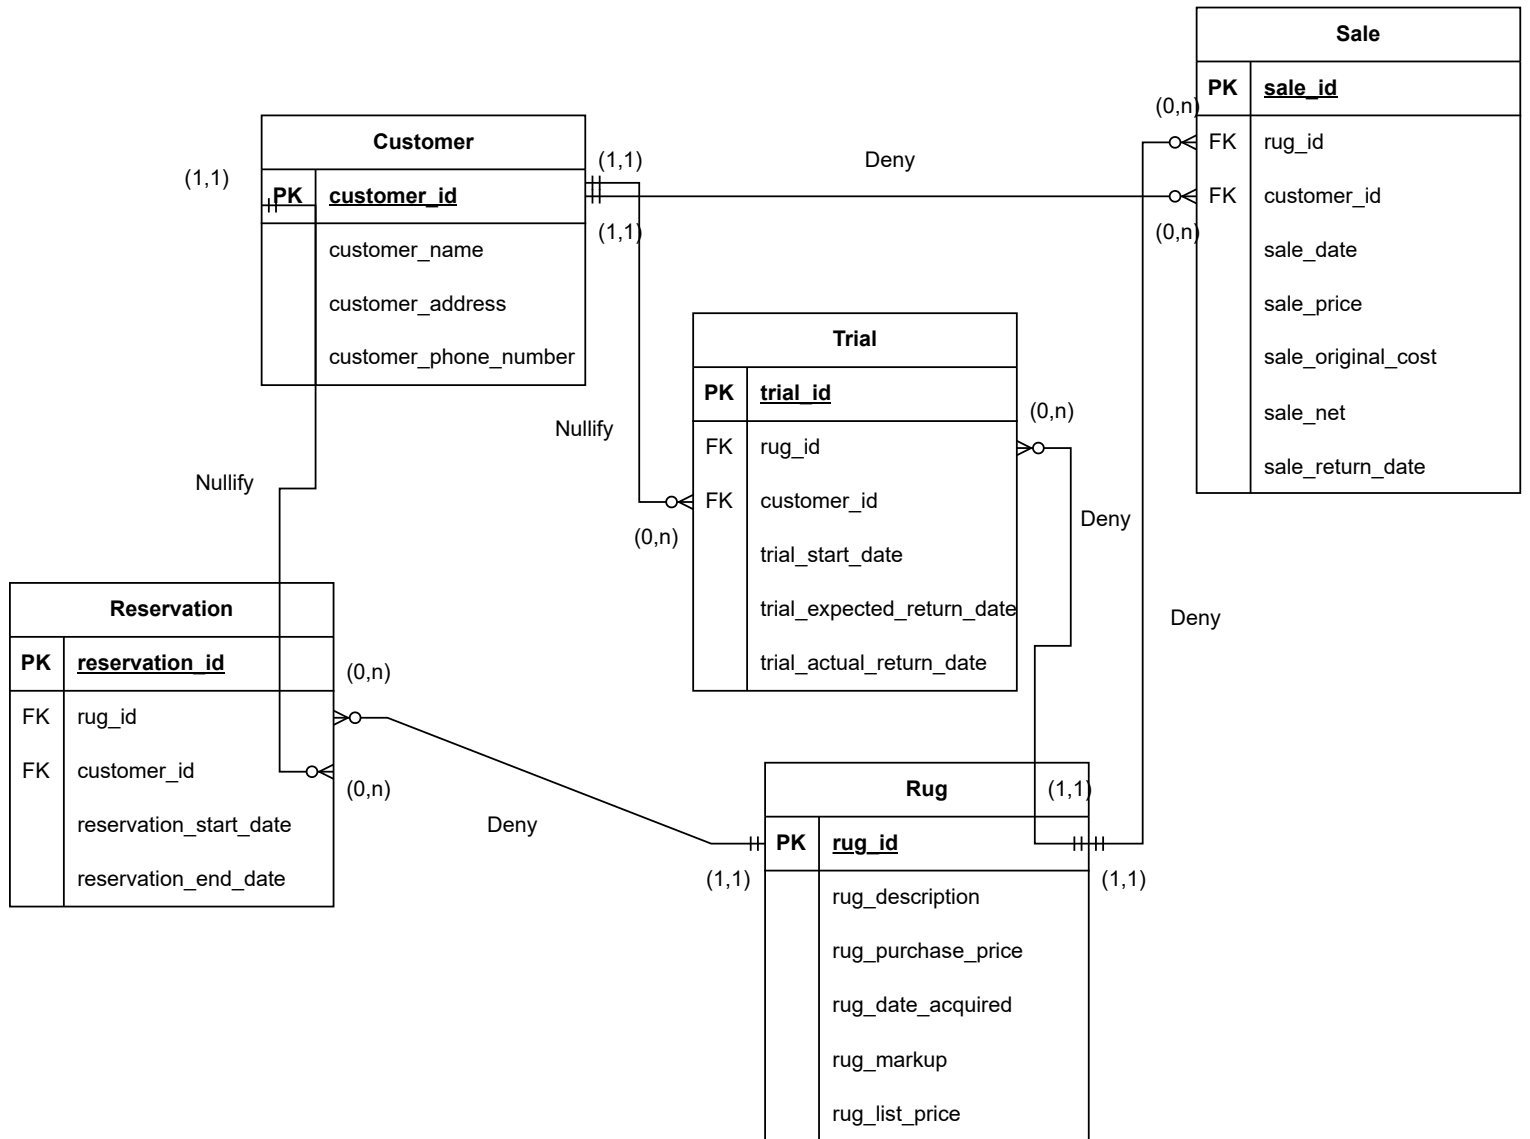 Sale
PK sale_id
(0,n)
FK rug_id
FK customer_id
(0,n)
sale_date
sale_price
sale_original_cost
sale_net
sale_return_date
Customer
(1,1)
PK customer_id
customer_name
customer_address
customer_phone_number
(1,1)
(1,1)
Deny
Trial
PK trial_id
(0,n)
FK rug_id
FK customer_id
(0,n)
trial_start_date
trial_expected_return_date
trial_actual_return_date
Nullify
Nullify
Deny
Deny
Reservation
PK reservation_id
(0,n)
FK rug_id
FK customer_id
(0,n)
reservation_start_date
reservation_end_date
Deny
Rug
(1,1)
PK rug_id
(1,1)
(1,1)
rug_description
rug_purchase_price
rug_date_acquired
rug_markup
rug_list_price